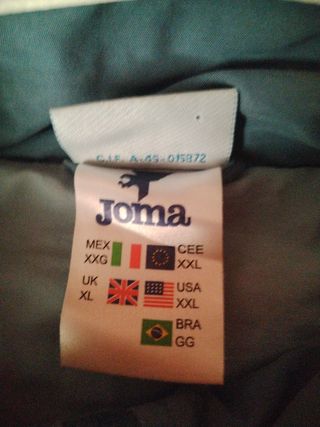 C.I.F. A-45-015872
Joma
MEX CEE
XXG XXL
UK USA
XL XXL
BRA
GG